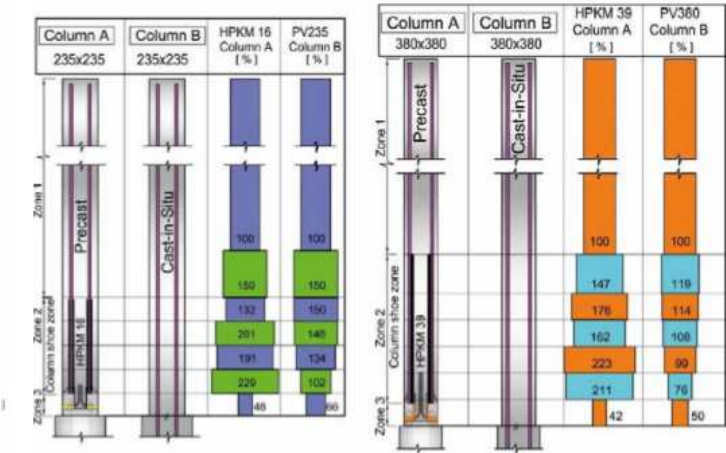 Column A
235x235
Column B
235x235
HPKM 16
Column A
[ % ]
PV235
Column B
[ % ]
Zone 1
Zone 2
Column shoe zone
Zone 3
Precast
HPKM 16
Cast-in-Situ
100
100
150
132
150
146
191
134
229
102
48
66
Column A
380x380
Column B
380x380
HPKM 39
Column A
[ % ]
PV380
Column B
[ % ]
Zone 1
Zone 2
Column shoe zone
Zone 3
Precast
HPKM 39
Cast-in-Situ
100
100
147
119
176
114
162
108
223
99
211
76
42
50